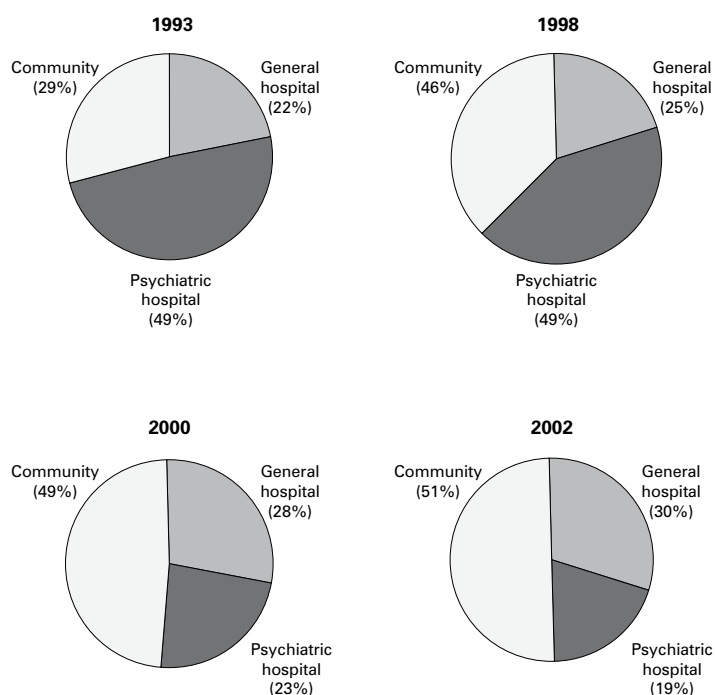 1993
Community
(29%)
General
hospital
(22%)
Psychiatric
hospital
(49%)
1998
Community
(46%)
General
hospital
(25%)
Psychiatric
hospital
(49%)
2000
Community
(49%)
General
hospital
(28%)
Psychiatric
hospital
(23%)
2002
Community
(51%)
General
hospital
(30%)
Psychiatric
hospital
(19%)